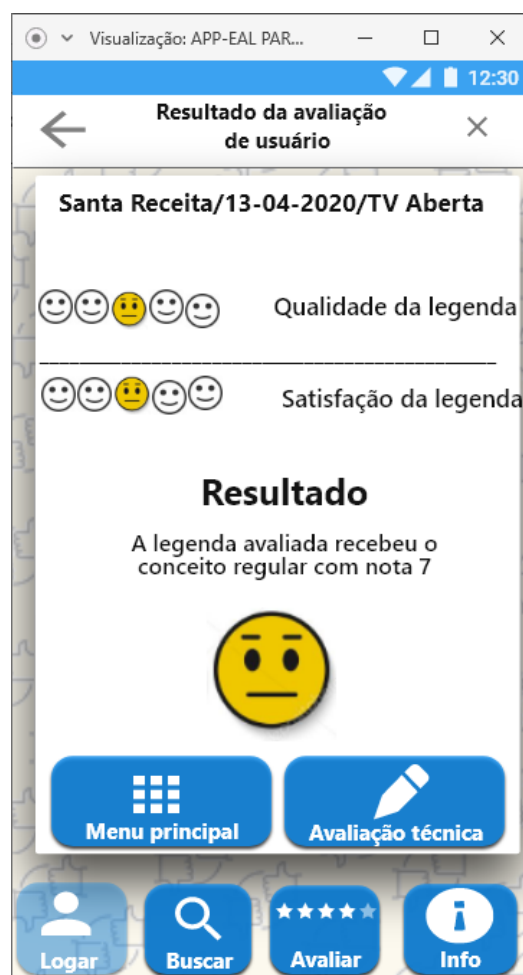 Visualização: APP-EAL PAR...
12:30
Resultado da avaliação
de usuário
Santa Receita/13-04-2020/TV Aberta
Qualidade da legenda
Satisfação da legenda
Resultado
A legenda avaliada recebeu o
conceito regular com nota 7
Menu principal
Avaliação técnica
Logar
Buscar
Avaliar
Info